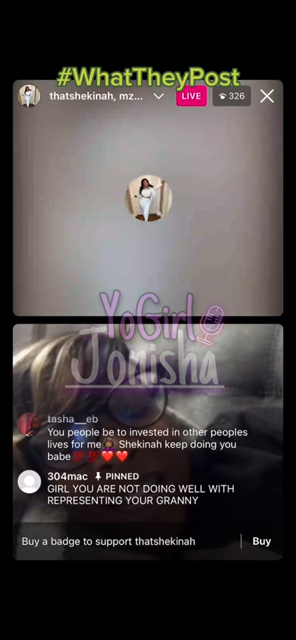 #WhatTheyPost
thatshekinah, mz...
LIVE
326
YoGirl
Jonisha
tasha__eb
You people be to invested in other peoples
lives for me🤦🏾‍♀️ Shekinah keep doing you
babe 💯💯❤️❤️
304mac 📌 PINNED
GIRL YOU ARE NOT DOING WELL WITH
REPRESENTING YOUR GRANNY
Buy a badge to support thatshekinah
Buy